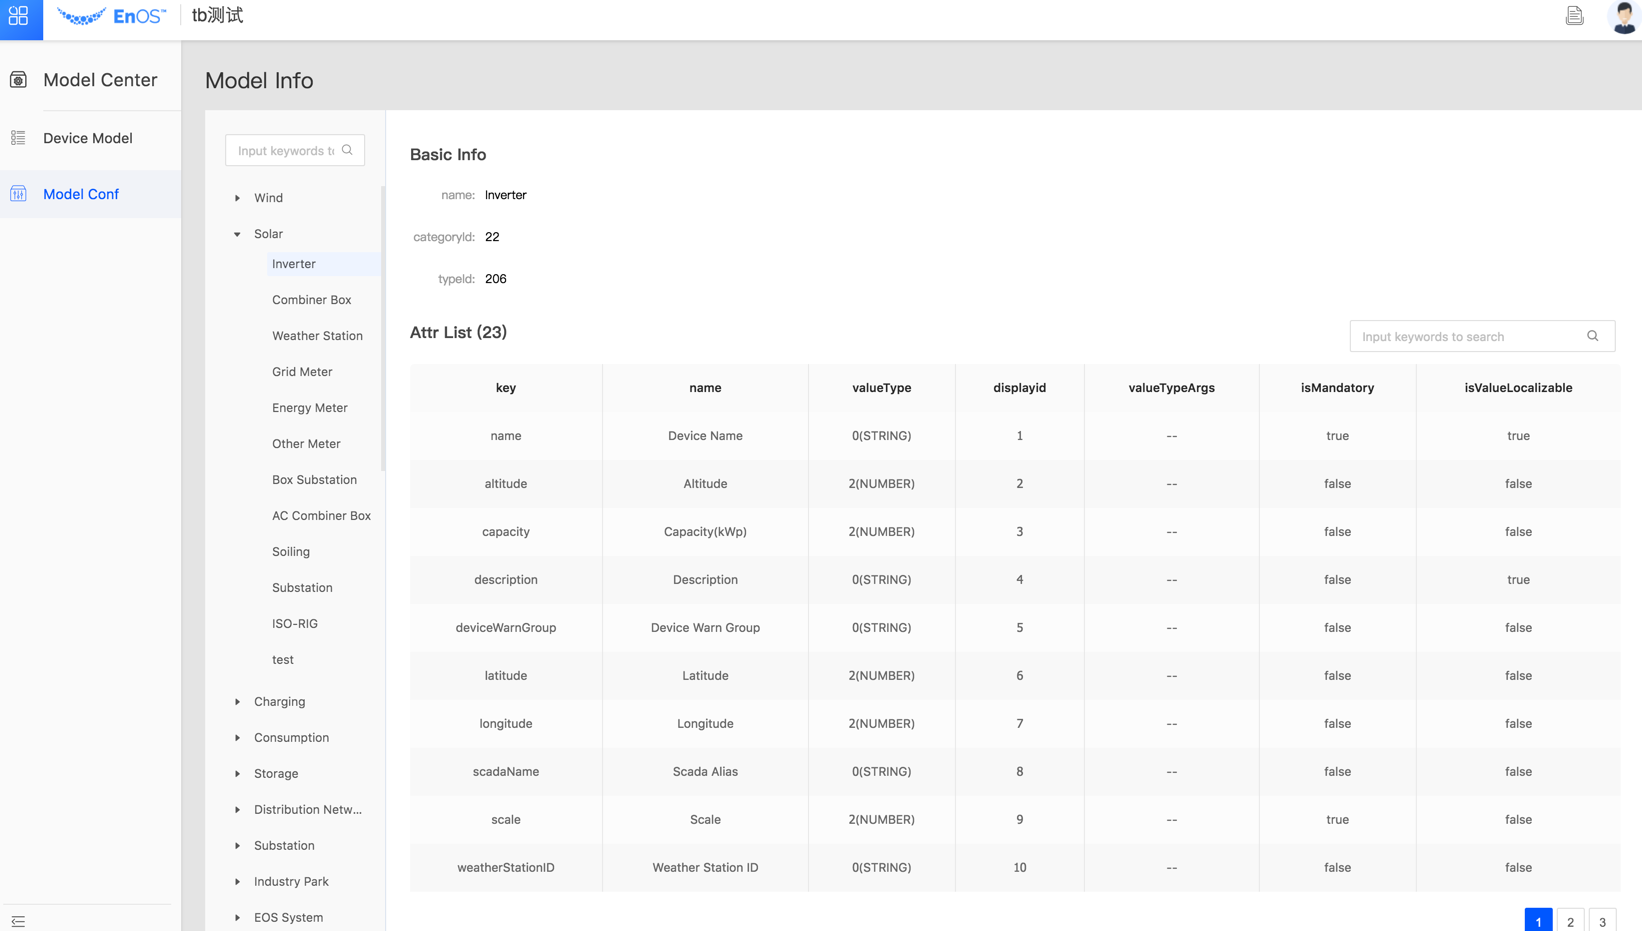 EnOS™
tb测试
Model Center
Device Model
Model Conf
Model Info
Input keywords to
Wind
Solar
Inverter
Combiner Box
Weather Station
Grid Meter
Energy Meter
Other Meter
Box Substation
AC Combiner Box
Soiling
Substation
ISO-RIG
test
Charging
Consumption
Storage
Distribution Netw...
Substation
Industry Park
EOS System
Basic Info
name: Inverter
categoryId: 22
typeId: 206
Attr List (23)
Input keywords to search
key name valueType displayid valueTypeArgs isMandatory isValueLocalizable
name Device Name 0(STRING) 1 -- true true
altitude Altitude 2(NUMBER) 2 -- false false
capacity Capacity(kWp) 2(NUMBER) 3 -- false false
description Description 0(STRING) 4 -- false true
deviceWarnGroup Device Warn Group 0(STRING) 5 -- false false
latitude Latitude 2(NUMBER) 6 -- false false
longitude Longitude 2(NUMBER) 7 -- false false
scadaName Scada Alias 0(STRING) 8 -- false false
scale Scale 2(NUMBER) 9 -- true false
weatherStationID Weather Station ID 0(STRING) 10 -- false false
1 2 3